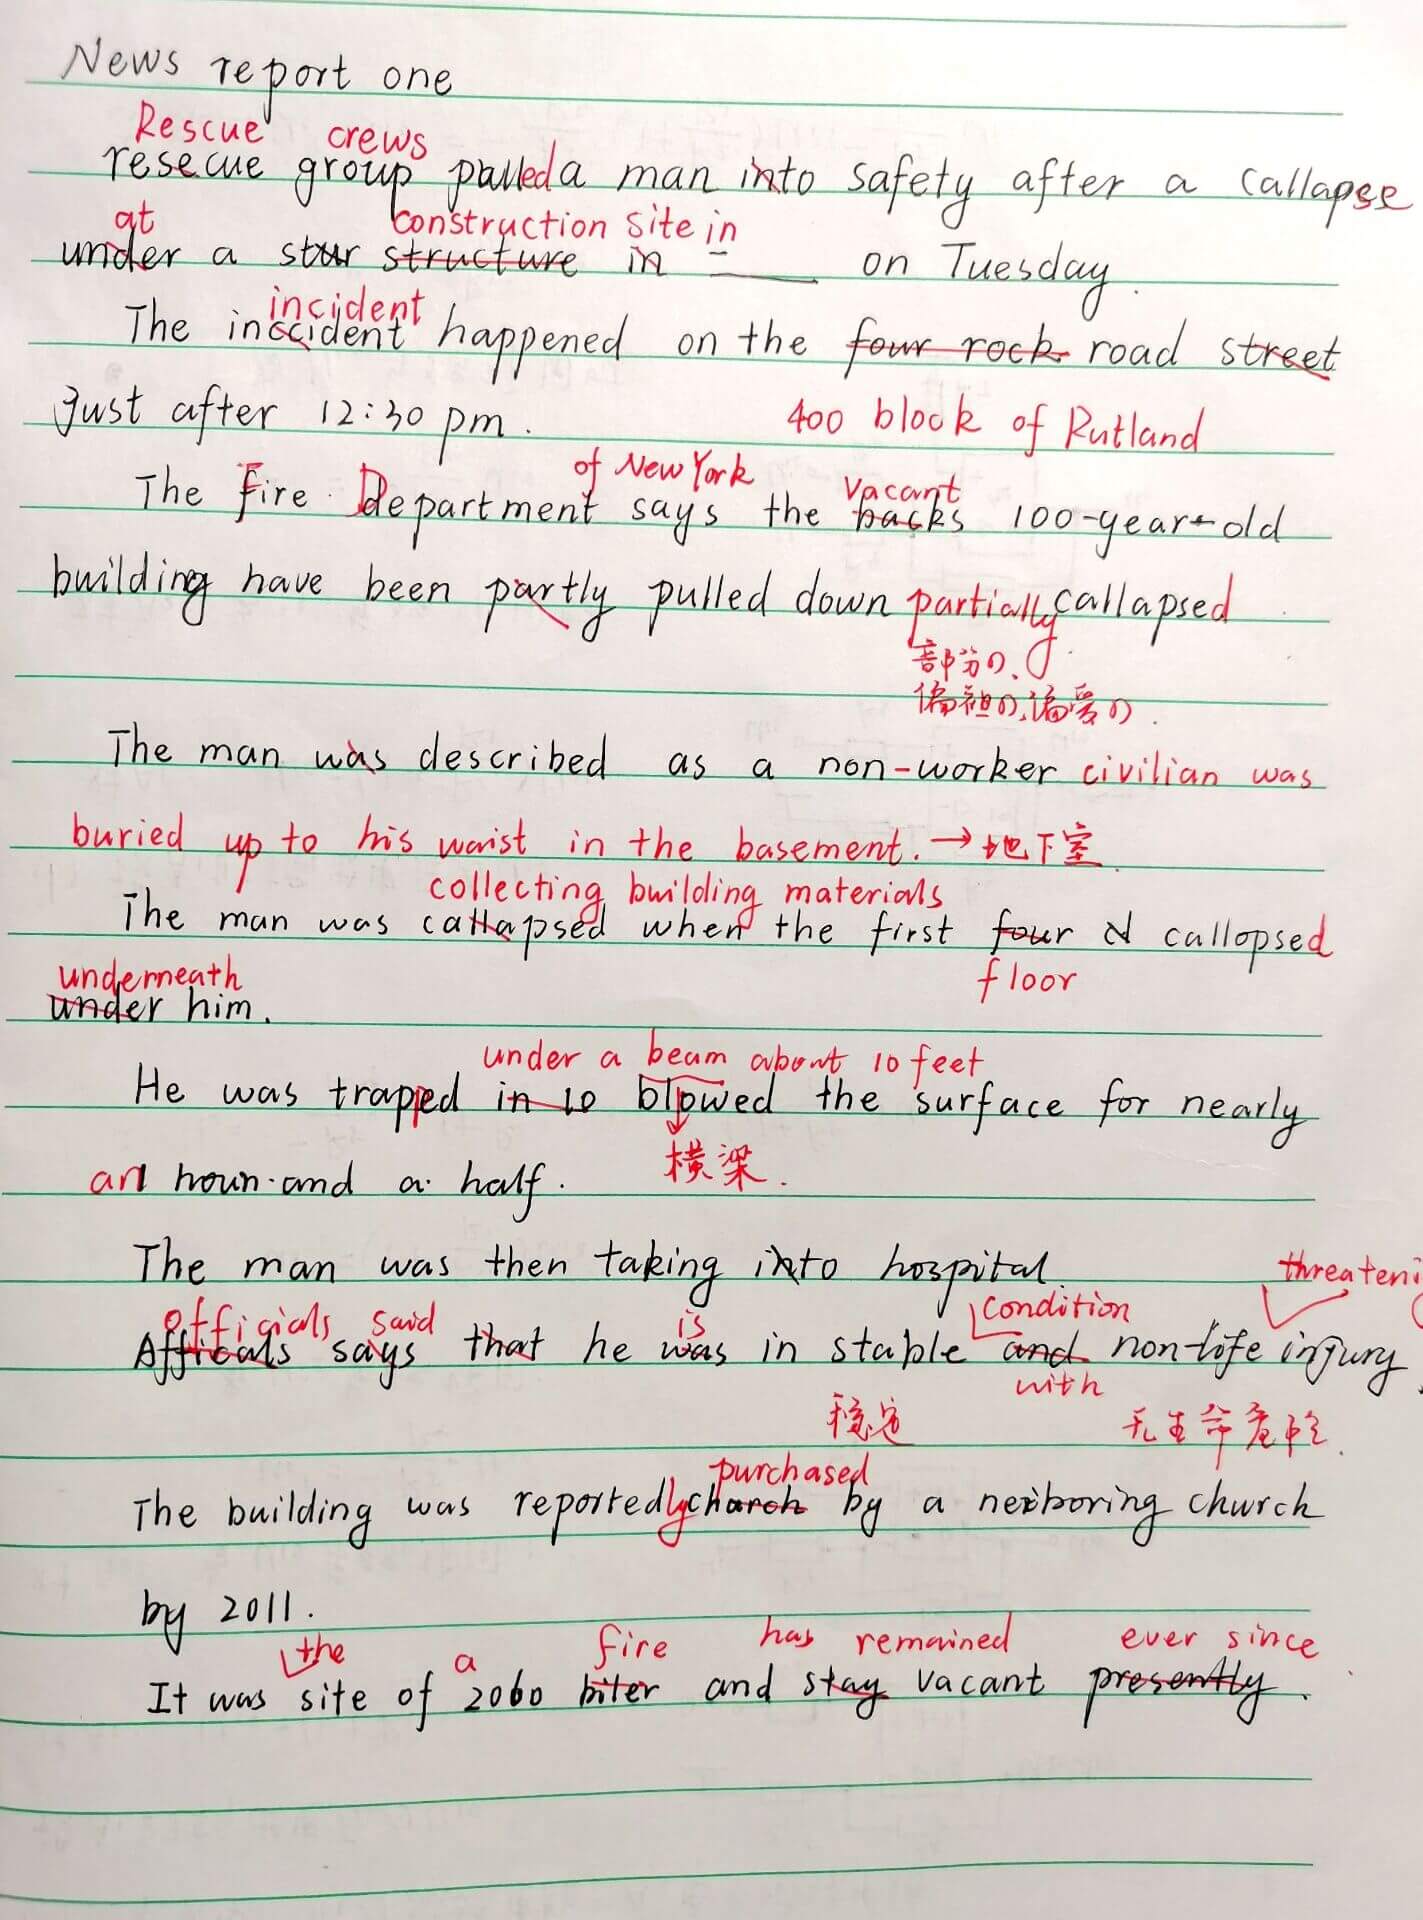 News report one
Rescue crews
resecue group pulled a man into safety after a callapse
at construction site in
under a star structure in on Tuesday.
incident
The inccident happened on the four rock road street
just after 12:30 pm.
400 block of Rutland
of New York vacant
The Fire Department says the backs 100-year-old
building have been partly pulled down partially callapsed
部分の、
偏袒の、偏爱の.
The man was described as a non-worker civilian was
buried up to his waist in the basement. → 地下室
collecting building materials
The man was callapsed when the first four callopsed
underneath floor
under him.
under a beam about 10 feet
He was trapped in 10 blowed the surface for nearly
横梁.
an houn and a half.
The man was then taking into hospital.
threateni
officials said is condition
Afficals says that he was in stable and non-life injury.
with
稳定 无生命危险.
purchased
The building was reportedly charch by a neiboring church
by 2011.
the a fire has remained ever since
It was site of 2060 biter and stay vacant presently.